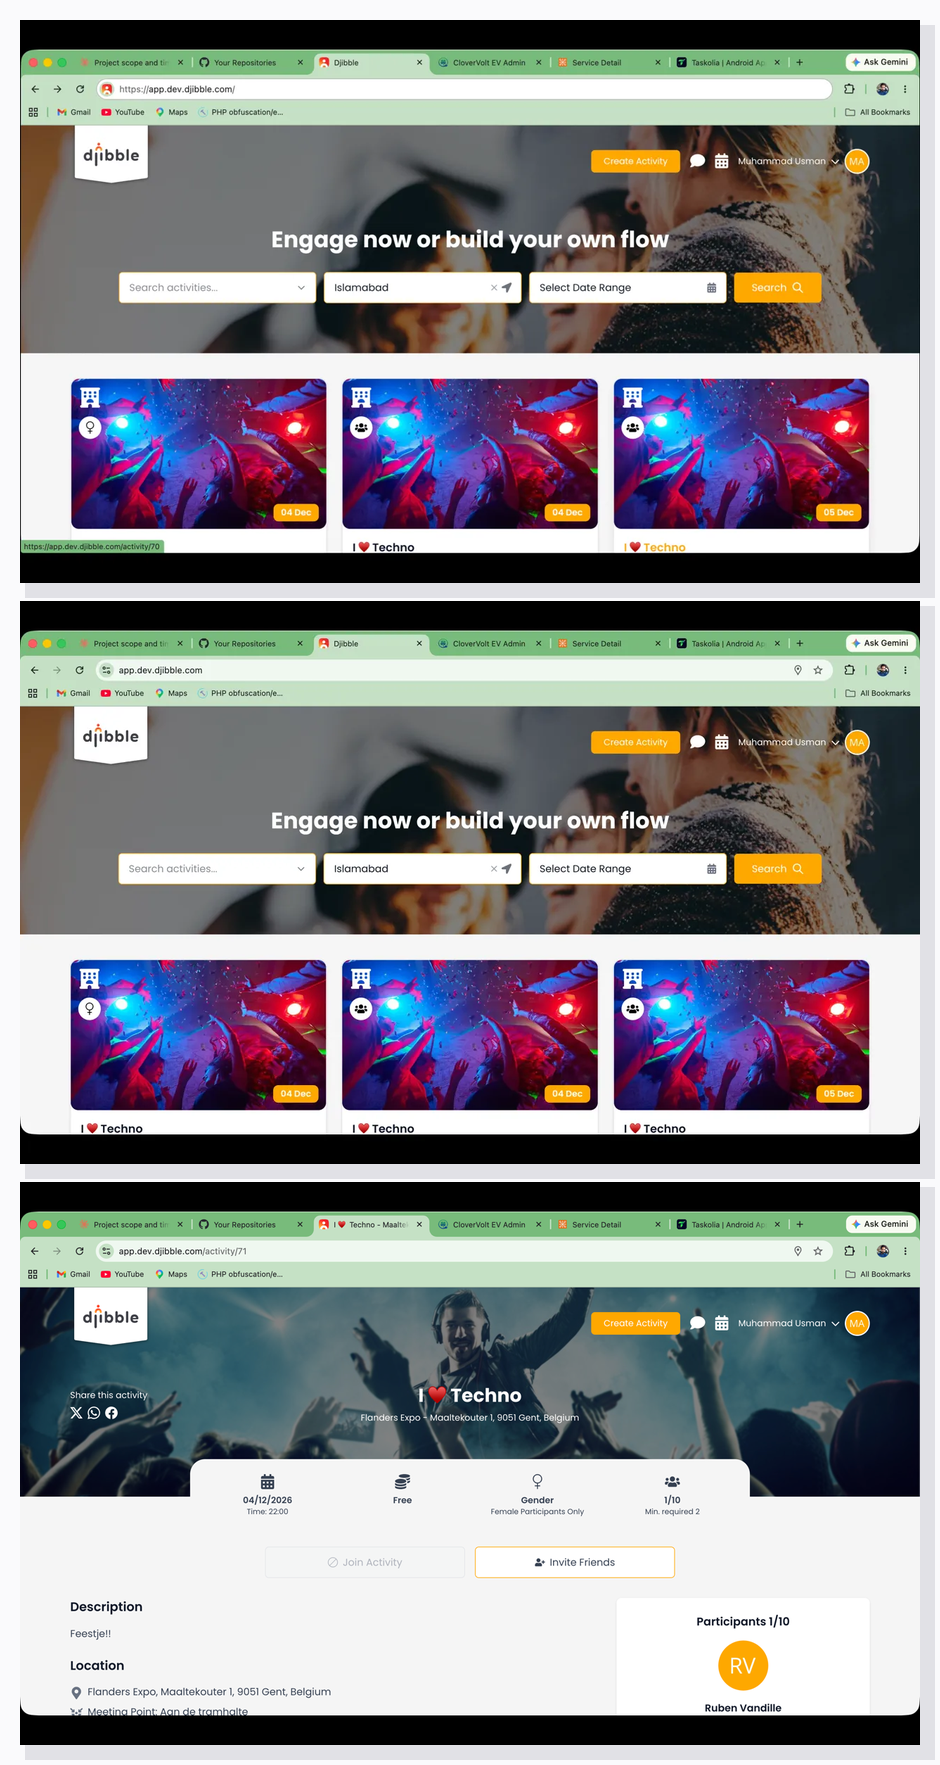 Project scope and tim
Your Repositories
Djibble
CloverVolt EV Admin
Service Detail
Taskolia | Android Ap
Ask Gemini
https://app.dev.djibble.com/
Gmail
YouTube
Maps
PHP obfuscation/e...
All Bookmarks
djibble
Create Activity
Muhammad Usman
MA
Engage now or build your own flow
Search activities...
Islamabad
Select Date Range
Search
04 Dec
04 Dec
05 Dec
https://app.dev.djibble.com/activity/70
I ❤️ Techno
I ❤️ Techno
Project scope and tim
Your Repositories
Djibble
CloverVolt EV Admin
Service Detail
Taskolia | Android Ap
Ask Gemini
app.dev.djibble.com
Gmail
YouTube
Maps
PHP obfuscation/e...
All Bookmarks
djibble
Create Activity
Muhammad Usman
MA
Engage now or build your own flow
Search activities...
Islamabad
Select Date Range
Search
04 Dec
04 Dec
05 Dec
I ❤️ Techno
I ❤️ Techno
I ❤️ Techno
Project scope and tim
Your Repositories
I ❤️ Techno - Maaltek
CloverVolt EV Admin
Service Detail
Taskolia | Android Ap
Ask Gemini
app.dev.djibble.com/activity/71
Gmail
YouTube
Maps
PHP obfuscation/e...
All Bookmarks
djibble
Create Activity
Muhammad Usman
MA
Share this activity
I ❤️ Techno
Flanders Expo - Maaltekouter 1, 9051 Gent, Belgium
04/12/2026
Time: 22:00
Free
Gender
Female Participants Only
1/10
Min. required 2
Join Activity
Invite Friends
Description
Feestje!!
Location
Flanders Expo, Maaltekouter 1, 9051 Gent, Belgium
Meeting Point: Aan de tramhalte
Participants 1/10
RV
Ruben Vandille